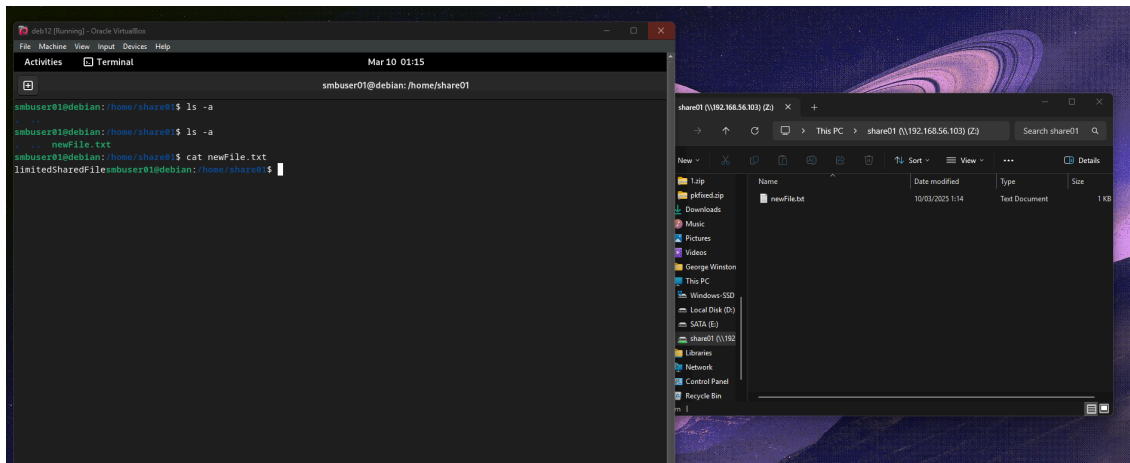 deb12 [Running] - Oracle VirtualBox
File Machine View Input Devices Help
Activities Terminal Mar 10 01:15
smbuser01@debian: /home/share01
smbuser01@debian:/home/share01$ ls -a
. ..
smbuser01@debian:/home/share01$ ls -a
. .. newFile.txt
smbuser01@debian:/home/share01$ cat newFile.txt
limitedSharedFilesmbuser01@debian:/home/share01$
share01 (\\192.168.56.103) (Z:)
This PC > share01 (\\192.168.56.103) (Z:) Search share01
New Sort View ... Details
1.zip
pkfixed.zip
Downloads
Music
Pictures
Videos
George Winston
This PC
Windows-SSD
Local Disk (D:)
SATA (E:)
share01 (\\192
Libraries
Network
Control Panel
Recycle Bin
Name Date modified Type Size
newFile.txt 10/03/2025 1:14 Text Document 1 KB